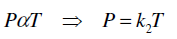 PαT ⇒ P = k₂T